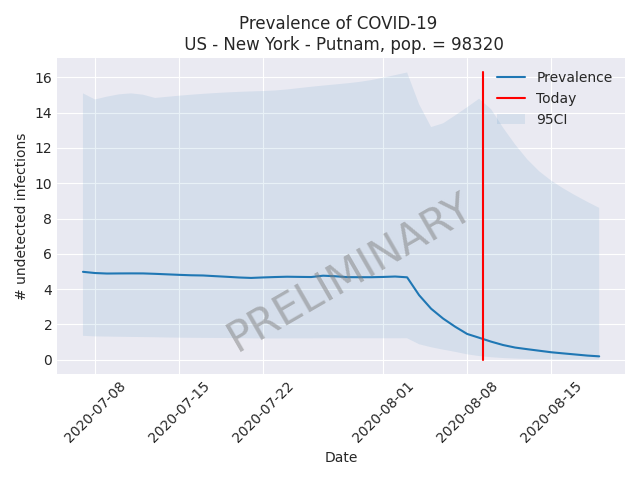 Prevalence of COVID-19
US - New York - Putnam, pop. = 98320
# undetected infections
16
14
12
10
8
6
4
2
0
Prevalence
Today
95CI
PRELIMINARY
2020-07-08
2020-07-15
2020-07-22
2020-08-01
2020-08-08
2020-08-15
Date